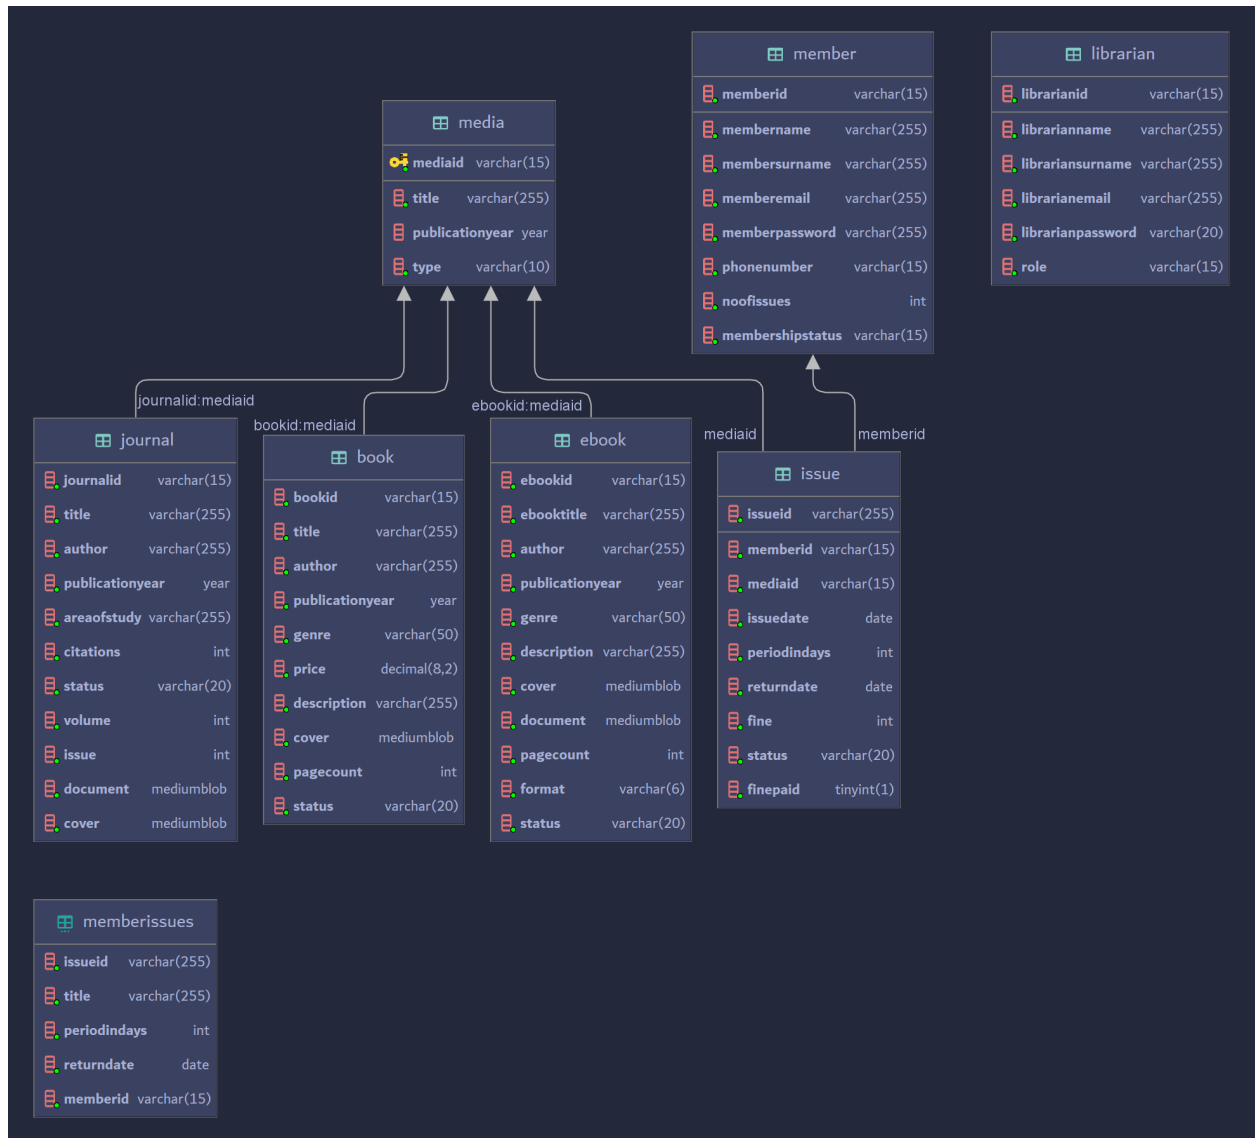 media
mediaid varchar(15)
title varchar(255)
publicationyear year
type varchar(10)
member
memberid varchar(15)
membername varchar(255)
membersurname varchar(255)
memberemail varchar(255)
memberpassword varchar(255)
phonenumber varchar(15)
noofissues int
membershipstatus varchar(15)
librarian
librarianid varchar(15)
librarianname varchar(255)
librariansurname varchar(255)
librarianemail varchar(255)
librarianpassword varchar(20)
role varchar(15)
journalid:mediaid
bookid:mediaid
ebookid:mediaid
mediaid
memberid
journal
journalid varchar(15)
title varchar(255)
author varchar(255)
publicationyear year
areaofstudy varchar(255)
citations int
status varchar(20)
volume int
issue int
document mediumblob
cover mediumblob
book
bookid varchar(15)
title varchar(255)
author varchar(255)
publicationyear year
genre varchar(50)
price decimal(8,2)
description varchar(255)
cover mediumblob
pagecount int
status varchar(20)
ebook
ebookid varchar(15)
ebooktitle varchar(255)
author varchar(255)
publicationyear year
genre varchar(50)
description varchar(255)
cover mediumblob
document mediumblob
pagecount int
format varchar(6)
status varchar(20)
issue
issueid varchar(255)
memberid varchar(15)
mediaid varchar(15)
issuedate date
periodindays int
returndate date
fine int
status varchar(20)
finepaid tinyint(1)
memberissues
issueid varchar(255)
title varchar(255)
periodindays int
returndate date
memberid varchar(15)